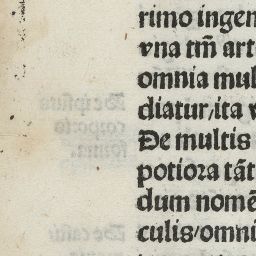 rimo ingen
vna tm̄ art
omnia mul
diatur/ita v
De multis
potiora tāt
dum nomē
culis/omni